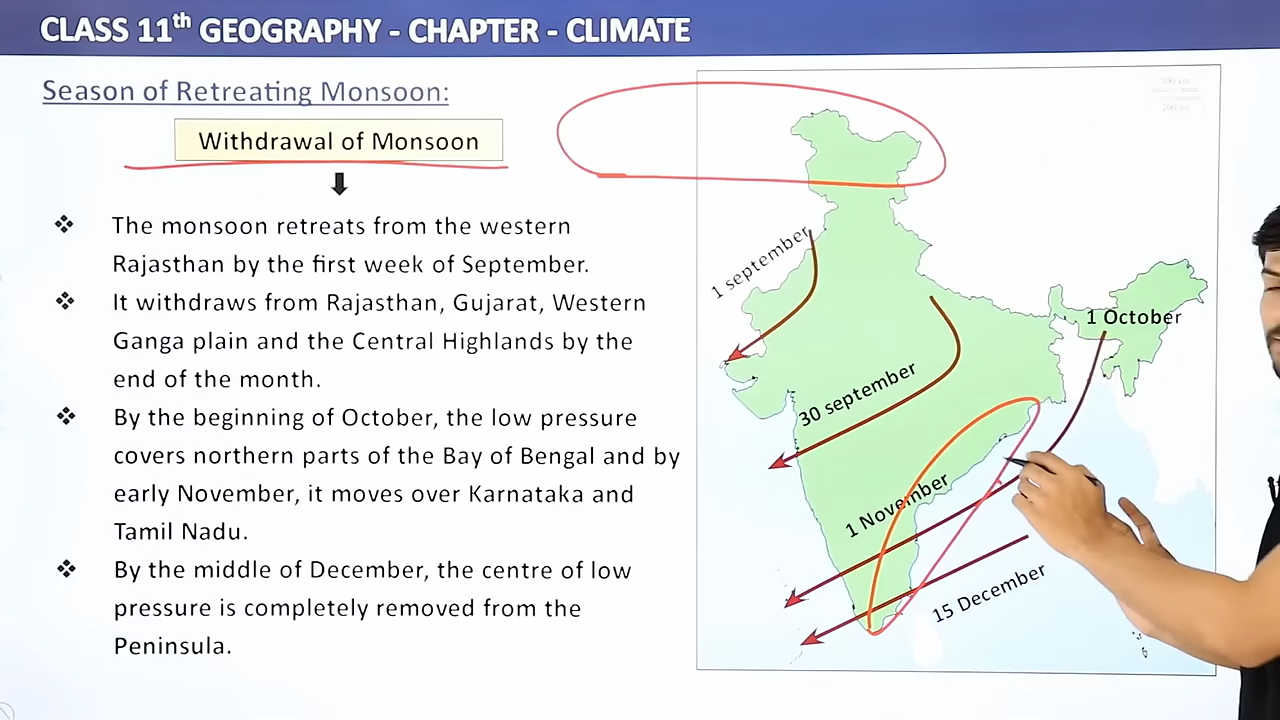 CLASS 11th GEOGRAPHY - CHAPTER - CLIMATE
Season of Retreating Monsoon:
Withdrawal of Monsoon
❖ The monsoon retreats from the western
Rajasthan by the first week of September.
❖ It withdraws from Rajasthan, Gujarat, Western
Ganga plain and the Central Highlands by the
end of the month.
❖ By the beginning of October, the low pressure
covers northern parts of the Bay of Bengal and by
early November, it moves over Karnataka and
Tamil Nadu.
❖ By the middle of December, the centre of low
pressure is completely removed from the
Peninsula.
1 september
1 October
30 september
1 November
15 December